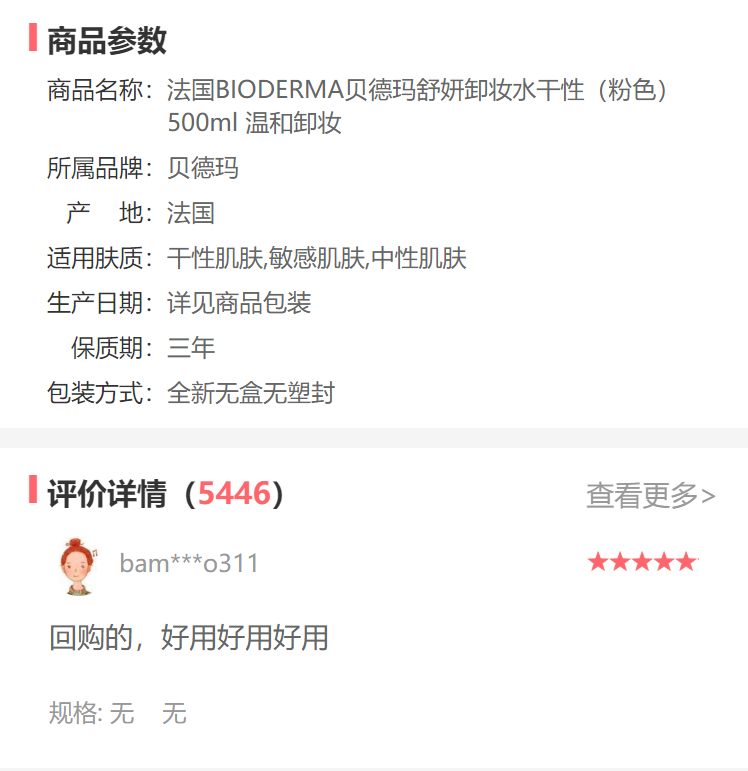 商品参数
商品名称：法国BIODERMA贝德玛舒妍卸妆水干性（粉色）
500ml 温和卸妆
所属品牌：贝德玛
产 地：法国
适用肤质：干性肌肤,敏感肌肤,中性肌肤
生产日期：详见商品包装
保质期：三年
包装方式：全新无盒无塑封
评价详情（5446） 查看更多>
bam***o311
回购的，好用好用好用
规格: 无 无